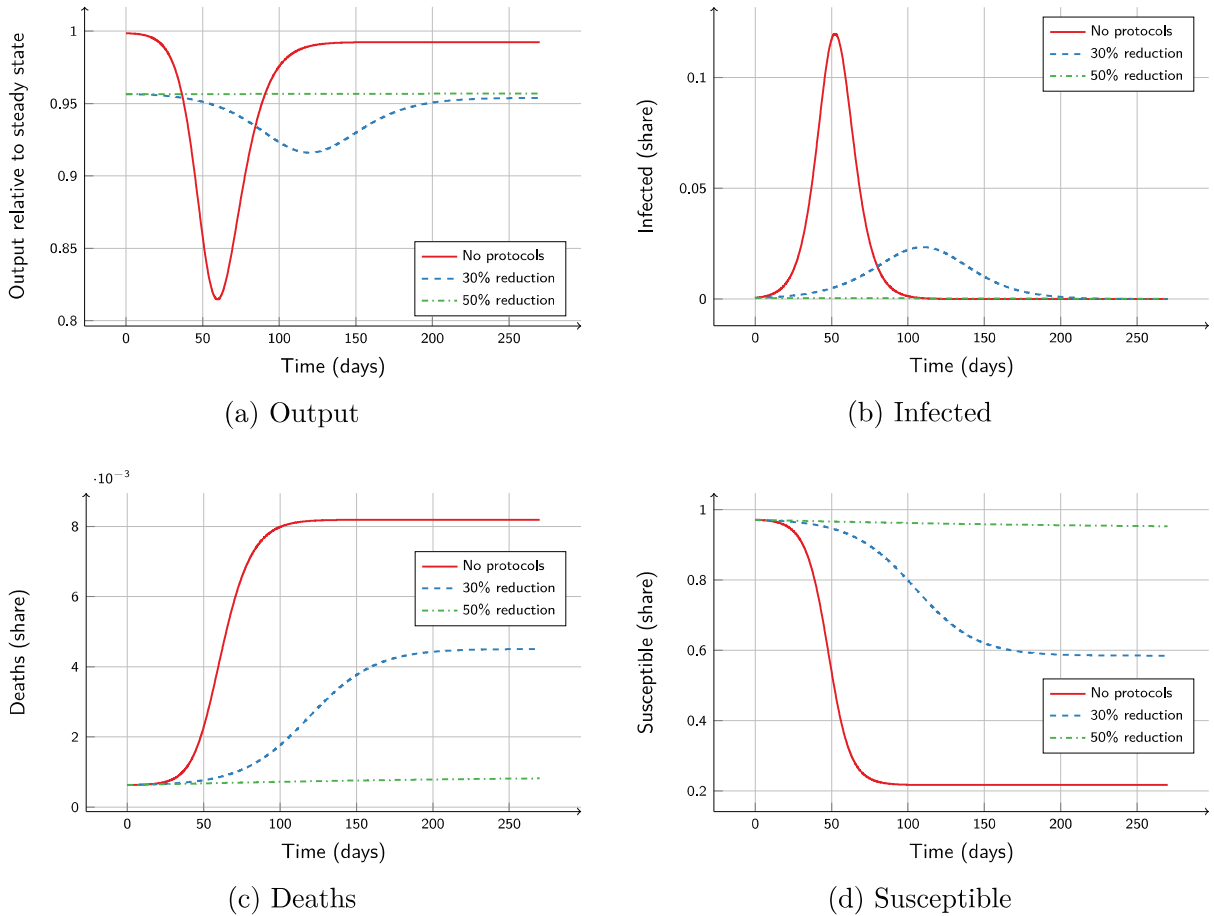 Output relative to steady state
1
0.95
0.9
0.85
0.8
0
50
100
150
200
250
Time (days)
No protocols
30% reduction
50% reduction
(a) Output
Infected (share)
0.1
0.05
0
0
50
100
150
200
250
Time (days)
No protocols
30% reduction
50% reduction
(b) Infected
·10⁻³
Deaths (share)
8
6
4
2
0
0
50
100
150
200
250
Time (days)
No protocols
30% reduction
50% reduction
(c) Deaths
Susceptible (share)
1
0.8
0.6
0.4
0.2
0
50
100
150
200
250
Time (days)
No protocols
30% reduction
50% reduction
(d) Susceptible